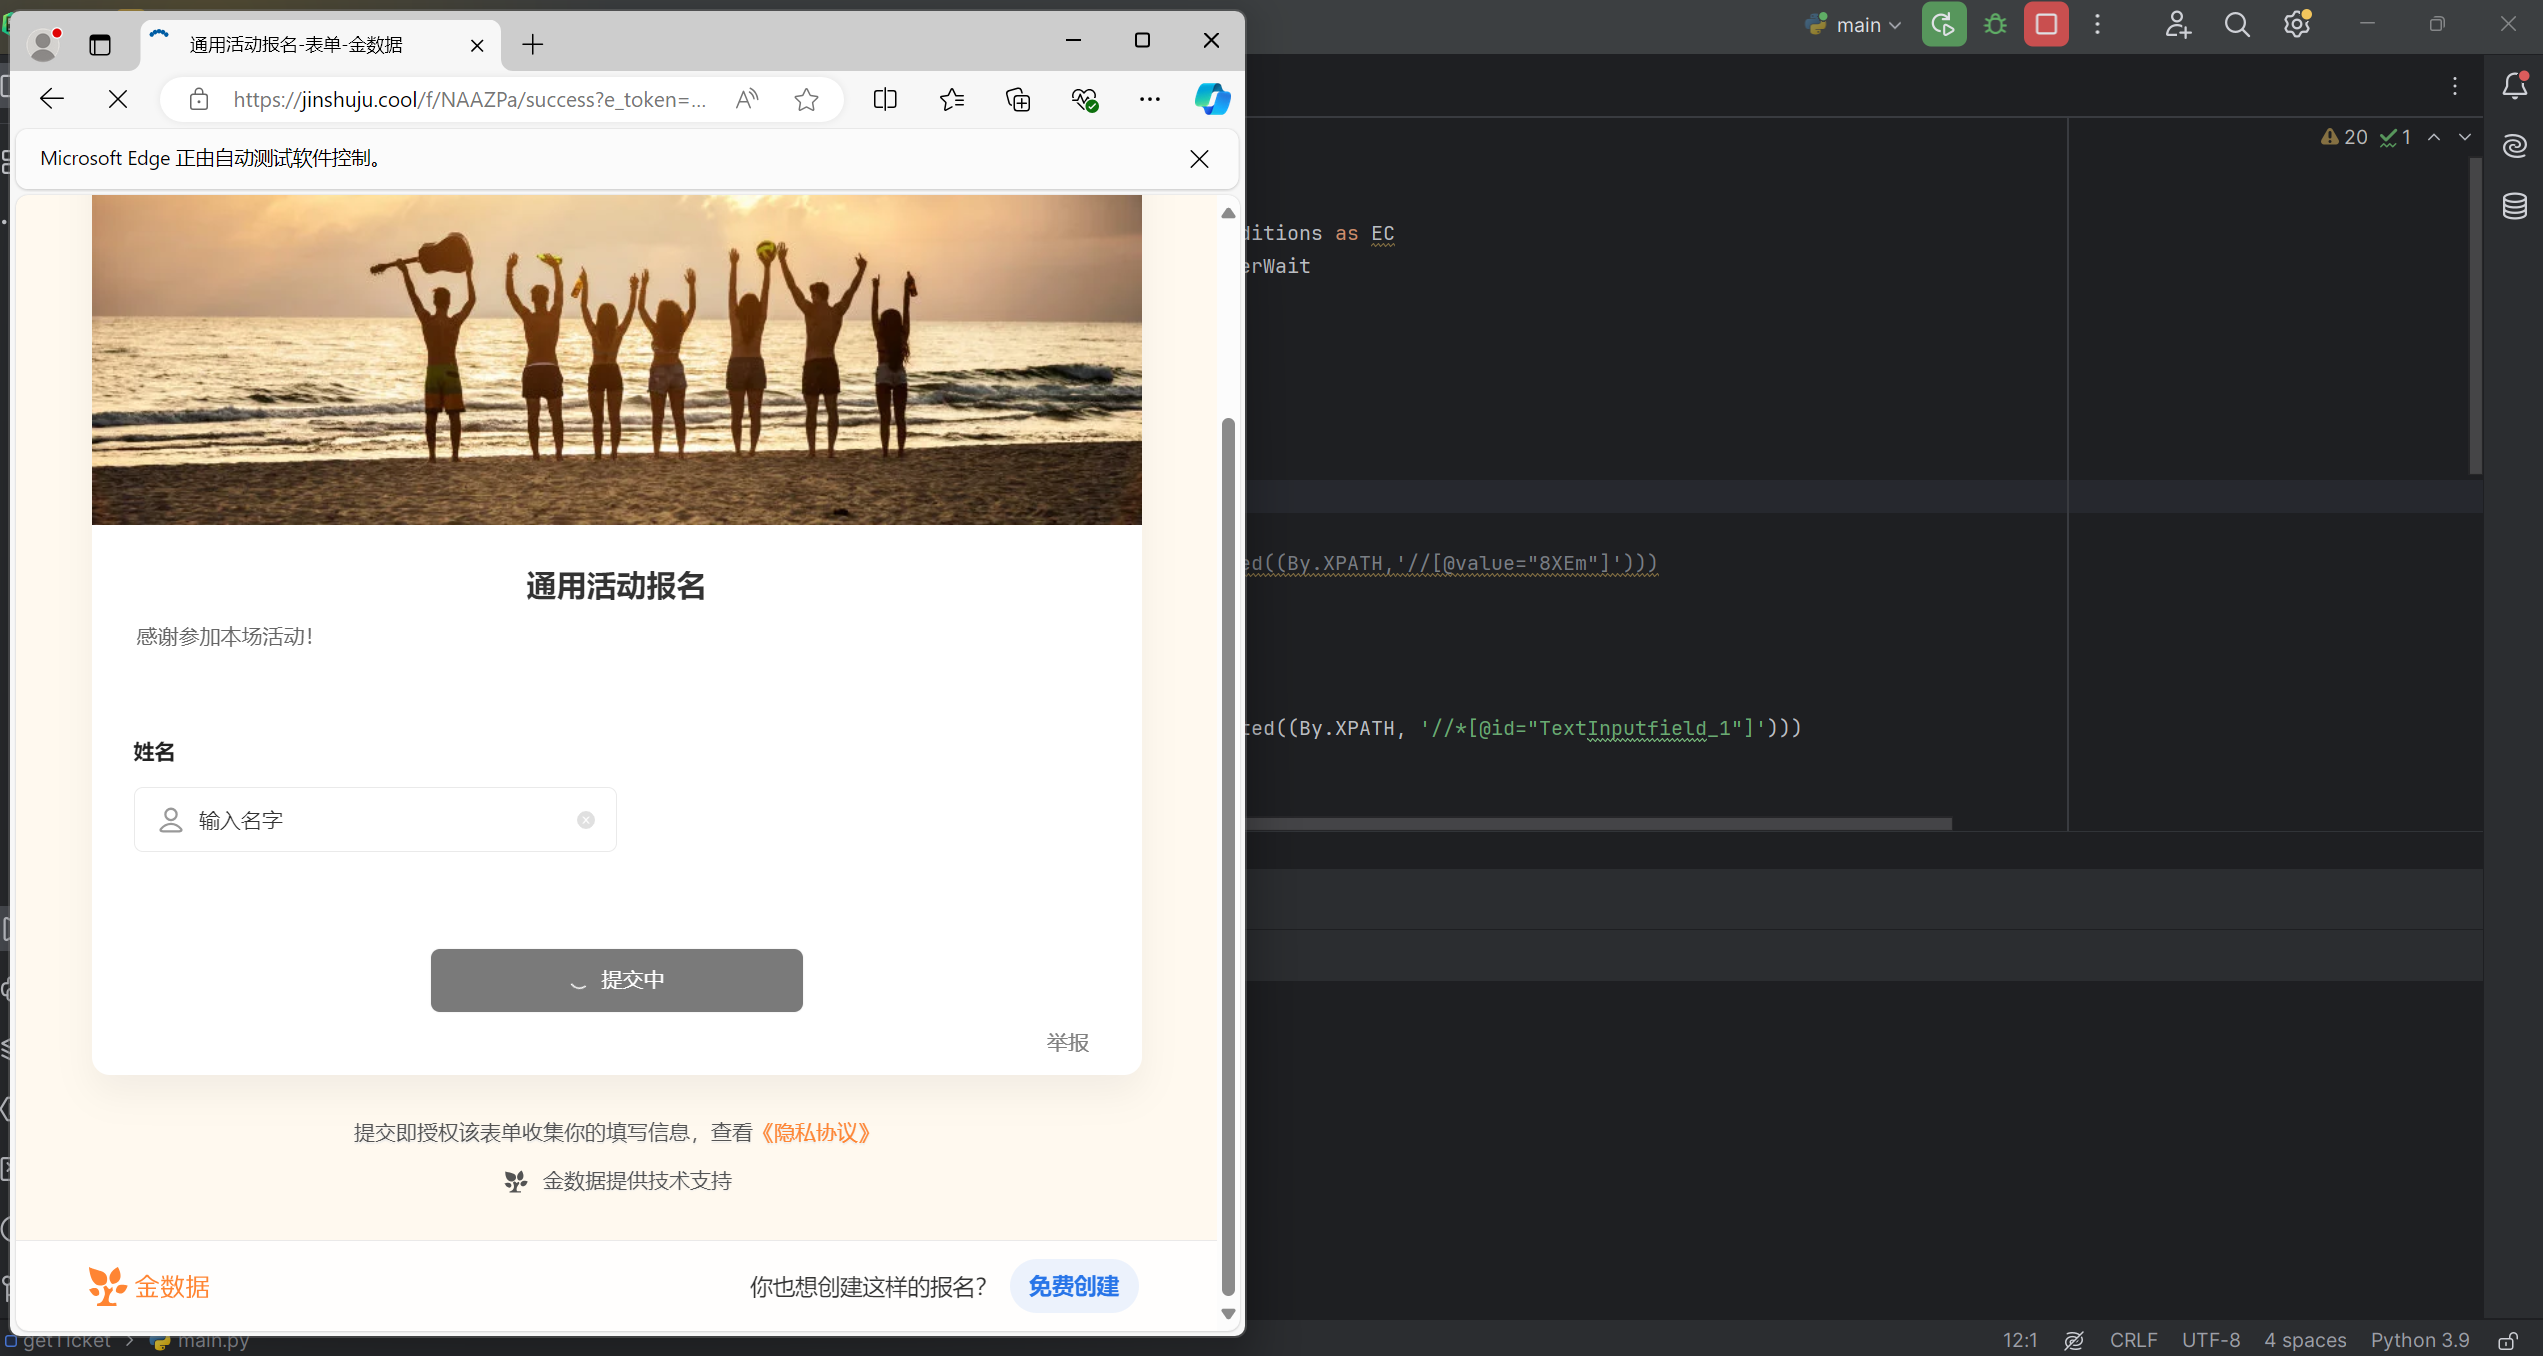 通用活动报名-表单-金数据
main
https://jinshuju.cool/f/NAAZPa/success?e_token=...
Microsoft Edge 正由自动测试软件控制。
20 1
ditions as EC
erWait
通用活动报名
感谢参加本场活动!
ed((By.XPATH,'//[@value="8XEm"]')))
ted((By.XPATH, '//*[@id="TextInputfield_1"]')))
姓名
输入名字
提交中
举报
提交即授权该表单收集你的填写信息，查看《隐私协议》
金数据提供技术支持
金数据
你也想创建这样的报名？
免费创建
getTicket > main.py
12:1 CRLF UTF-8 4 spaces Python 3.9